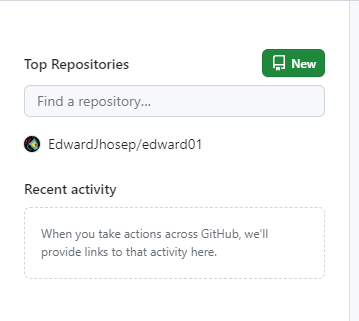 Top Repositories
New
Find a repository...
EdwardJhosep/edward01
Recent activity
When you take actions across GitHub, we’ll
provide links to that activity here.